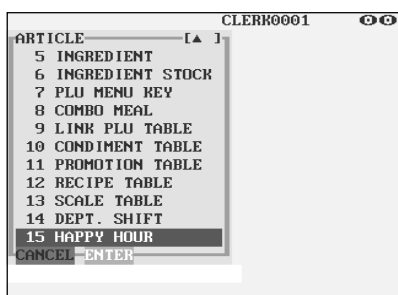 CLERK0001
ARTICLE [▲ ]
5 INGREDIENT
6 INGREDIENT STOCK
7 PLU MENU KEY
8 COMBO MEAL
9 LINK PLU TABLE
10 CONDIMENT TABLE
11 PROMOTION TABLE
12 RECIPE TABLE
13 SCALE TABLE
14 DEPT. SHIFT
15 HAPPY HOUR
CANCEL ENTER